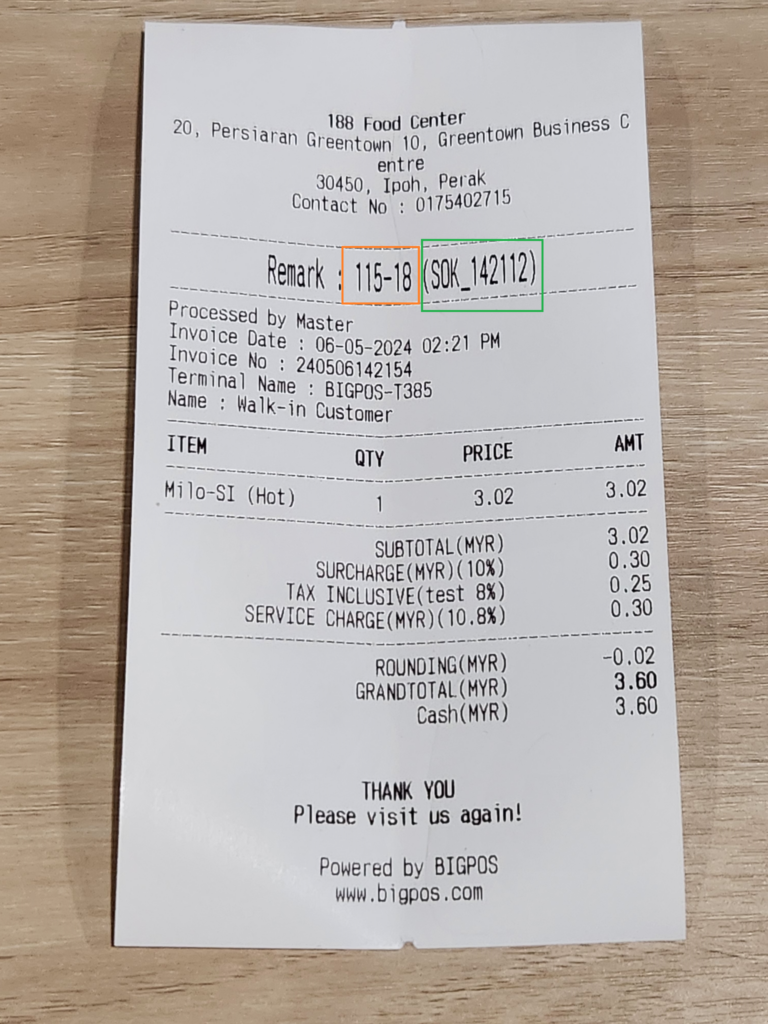 188 Food Center
20, Persiaran Greentown 10, Greentown Business C
entre
30450, Ipoh, Perak
Contact No : 0175402715
Remark : 115-18 (SOK_142112)
Processed by Master
Invoice Date : 06-05-2024 02:21 PM
Invoice No : 240506142154
Terminal Name : BIGPOS-T385
Name : Walk-in Customer
ITEM QTY PRICE AMT
Milo-SI (Hot) 1 3.02 3.02
SUBTOTAL(MYR) 3.02
SURCHARGE(MYR)(10%) 0.30
TAX INCLUSIVE(test 8%) 0.25
SERVICE CHARGE(MYR)(10.8%) 0.30
ROUNDING(MYR) -0.02
GRANDTOTAL(MYR) 3.60
Cash(MYR) 3.60
THANK YOU
Please visit us again!
Powered by BIGPOS
www.bigpos.com